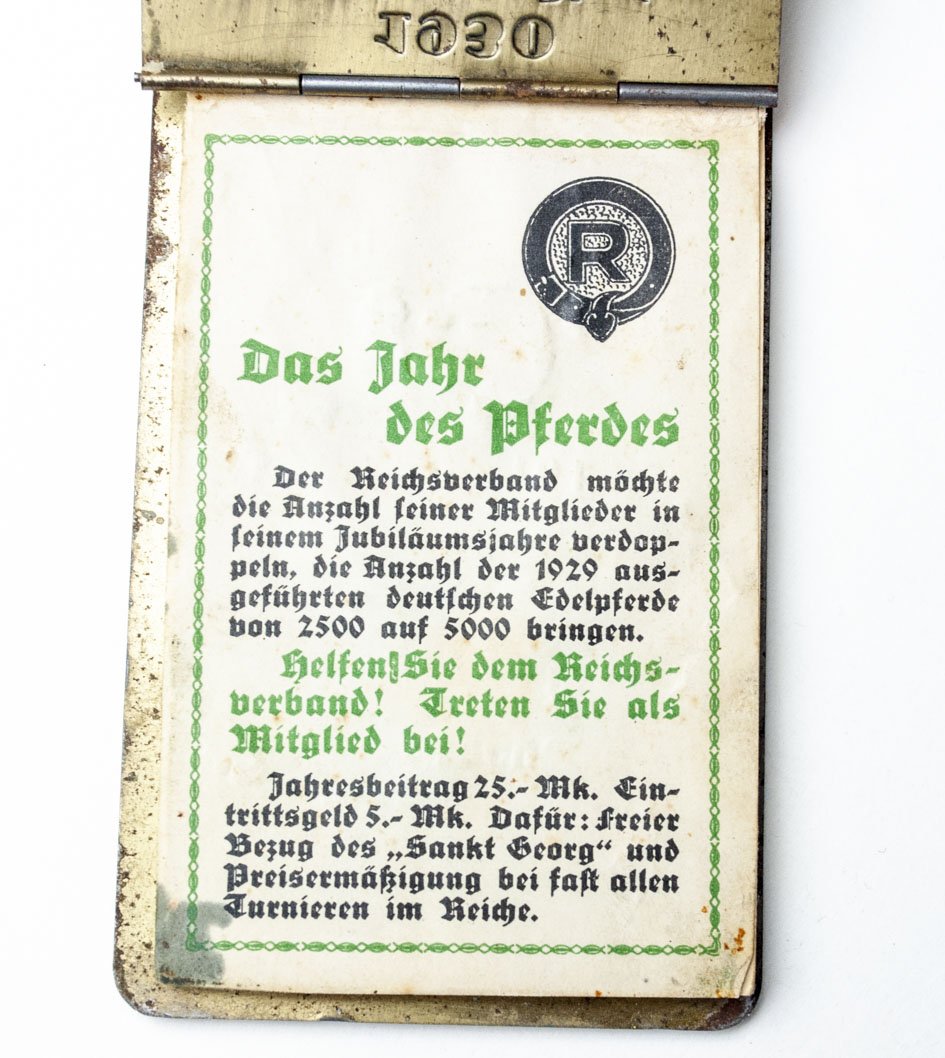 1930
R
Das Jahr
des Pferdes
Der Reichsverband möchte
die Anzahl seiner Mitglieder in
seinem Jubiläumsjahre verdop-
peln, die Anzahl der 1929 aus-
geführten deutschen Edelpferde
von 2500 auf 5000 bringen.
Helfen Sie dem Reichs-
verband! Treten Sie als
Mitglied bei!
Jahresbeitrag 25.- Mk. Ein-
trittsgeld 5.- Mk. Dafür: Freier
Bezug des „Sankt Georg“ und
Preisermäßigung bei fast allen
Turnieren im Reiche.